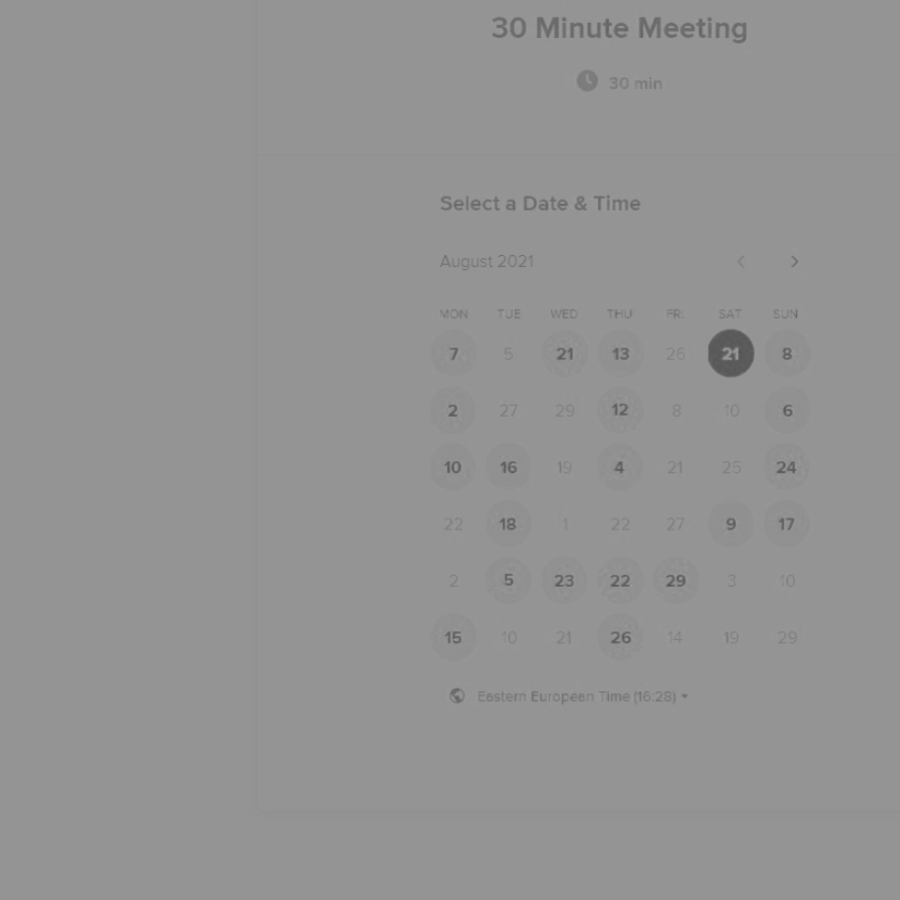 30 Minute Meeting
30 min
Select a Date & Time
August 2021
MON TUE WED THU FRI SAT SUN
7 5 21 13 26 21 8
2 27 29 12 8 10 6
10 16 19 4 21 25 24
22 18 1 22 27 9 17
2 5 23 22 29 3 10
15 10 21 26 14 19 29
Eastern European Time (16:28)